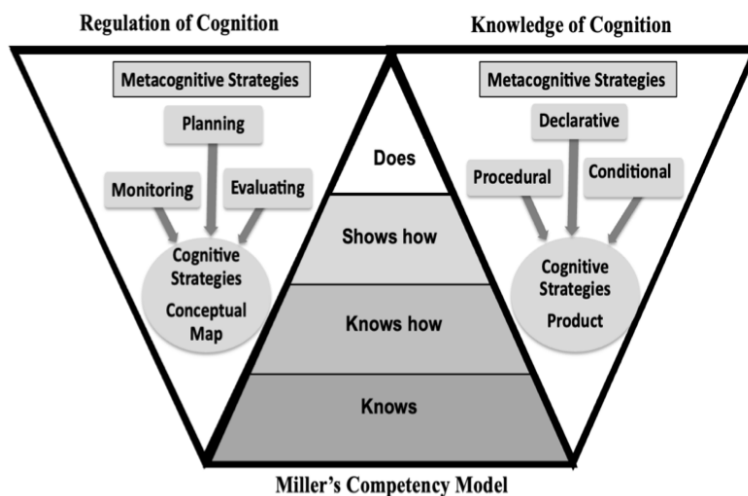 Regulation of Cognition
Knowledge of Cognition
Metacognitive Strategies
Planning
Monitoring
Evaluating
Cognitive
Strategies
Conceptual
Map
Does
Shows how
Knows how
Knows
Metacognitive Strategies
Declarative
Procedural
Conditional
Cognitive
Strategies
Product
Miller's Competency Model